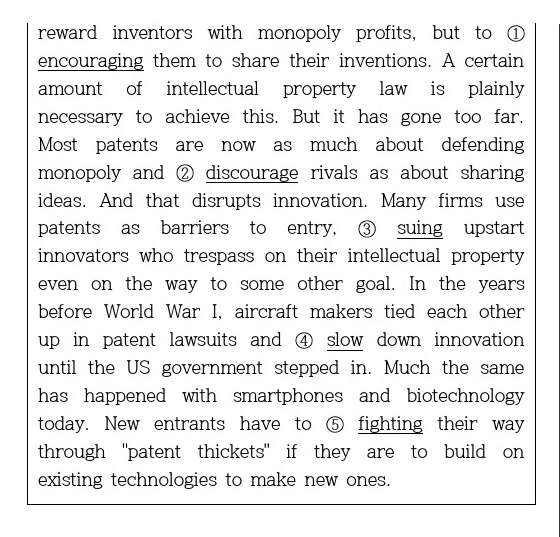 reward inventors with monopoly profits, but to ①
encouraging them to share their inventions. A certain
amount of intellectual property law is plainly
necessary to achieve this. But it has gone too far.
Most patents are now as much about defending
monopoly and ② discourage rivals as about sharing
ideas. And that disrupts innovation. Many firms use
patents as barriers to entry, ③ suing upstart
innovators who trespass on their intellectual property
even on the way to some other goal. In the years
before World War I, aircraft makers tied each other
up in patent lawsuits and ④ slow down innovation
until the US government stepped in. Much the same
has happened with smartphones and biotechnology
today. New entrants have to ⑤ fighting their way
through "patent thickets" if they are to build on
existing technologies to make new ones.